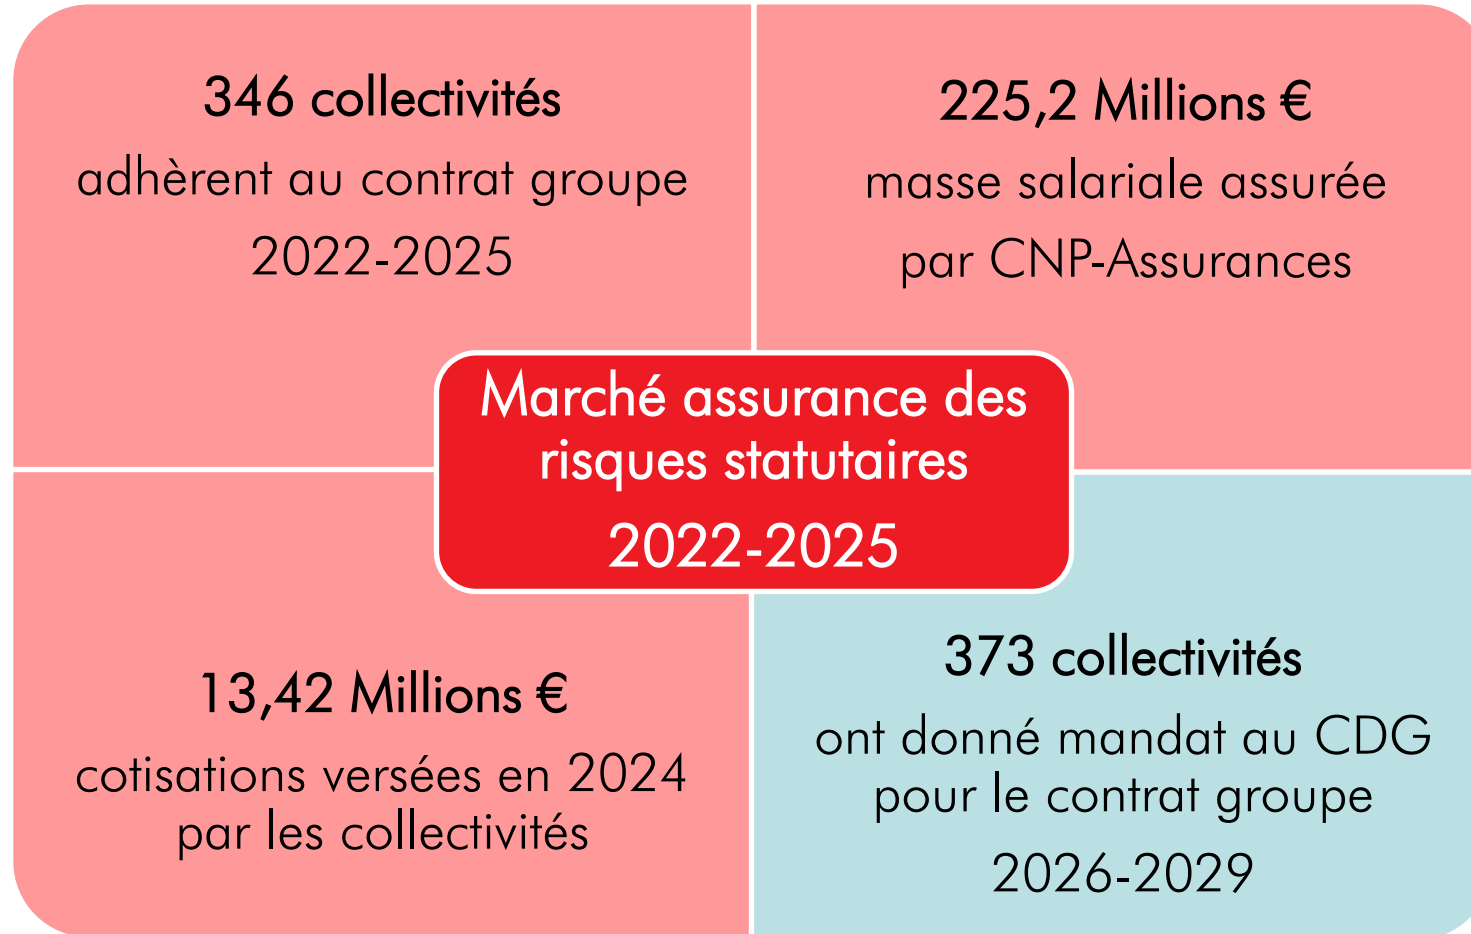 346 collectivités
adhèrent au contrat groupe
2022-2025
225,2 Millions €
masse salariale assurée
par CNP-Assurances
Marché assurance des
risques statutaires
2022-2025
13,42 Millions €
cotisations versées en 2024
par les collectivités
373 collectivités
ont donné mandat au CDG
pour le contrat groupe
2026-2029